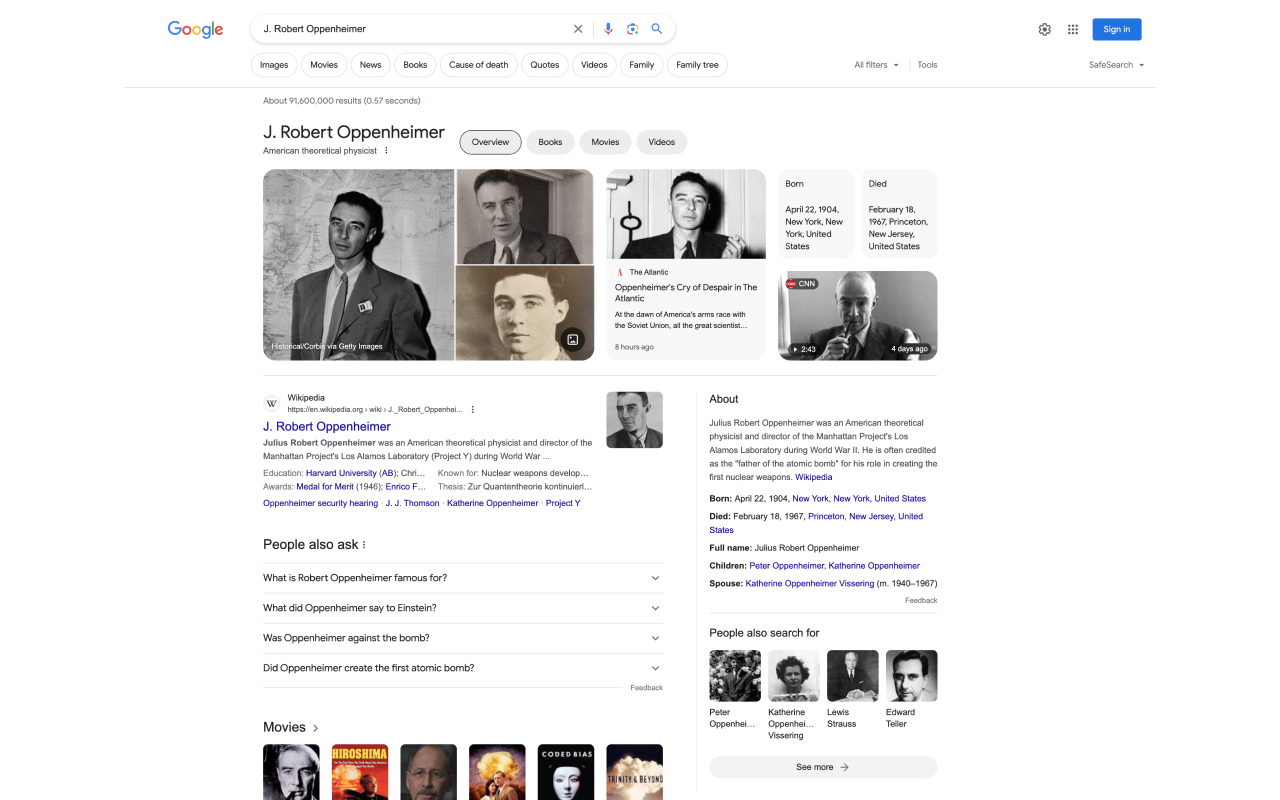 Google
J. Robert Oppenheimer
Sign in
Images
Movies
News
Books
Cause of death
Quotes
Videos
Family
Family tree
All filters
Tools
SafeSearch
About 91,600,000 results (0.57 seconds)
J. Robert Oppenheimer
American theoretical physicist
Overview
Books
Movies
Videos
Historical/Corbis via Getty Images
The Atlantic
Oppenheimer's Cry of Despair in The
Atlantic
At the dawn of America's arms race with
the Soviet Union, all the great scientist...
8 hours ago
Born
April 22, 1904,
New York, New
York, United
States
Died
February 18,
1967, Princeton,
New Jersey,
United States
CNN
2:43
4 days ago
W
Wikipedia
https://en.wikipedia.org › wiki › J._Robert_Oppenhei...
J. Robert Oppenheimer
Julius Robert Oppenheimer was an American theoretical physicist and director of the
Manhattan Project's Los Alamos Laboratory (Project Y) during World War ...
Education: Harvard University (AB); Chri... Known for: Nuclear weapons develop...
Awards: Medal for Merit (1946); Enrico F... Thesis: Zur Quantentheorie kontinuierl...
Oppenheimer security hearing · J. J. Thomson · Katherine Oppenheimer · Project Y
People also ask
What is Robert Oppenheimer famous for?
What did Oppenheimer say to Einstein?
Was Oppenheimer against the bomb?
Did Oppenheimer create the first atomic bomb?
Feedback
Movies
HIROSHIMA
CODED BIAS
TRINITY & BEYOND
About
Julius Robert Oppenheimer was an American theoretical
physicist and director of the Manhattan Project's Los
Alamos Laboratory during World War II. He is often credited
as the "father of the atomic bomb" for his role in creating the
first nuclear weapons. Wikipedia
Born: April 22, 1904, New York, New York, United States
Died: February 18, 1967, Princeton, New Jersey, United
States
Full name: Julius Robert Oppenheimer
Children: Peter Oppenheimer, Katherine Oppenheimer
Spouse: Katherine Oppenheimer Vissering (m. 1940–1967)
Feedback
People also search for
Peter
Oppenhei...
Katherine
Oppenhei...
Vissering
Lewis
Strauss
Edward
Teller
See more